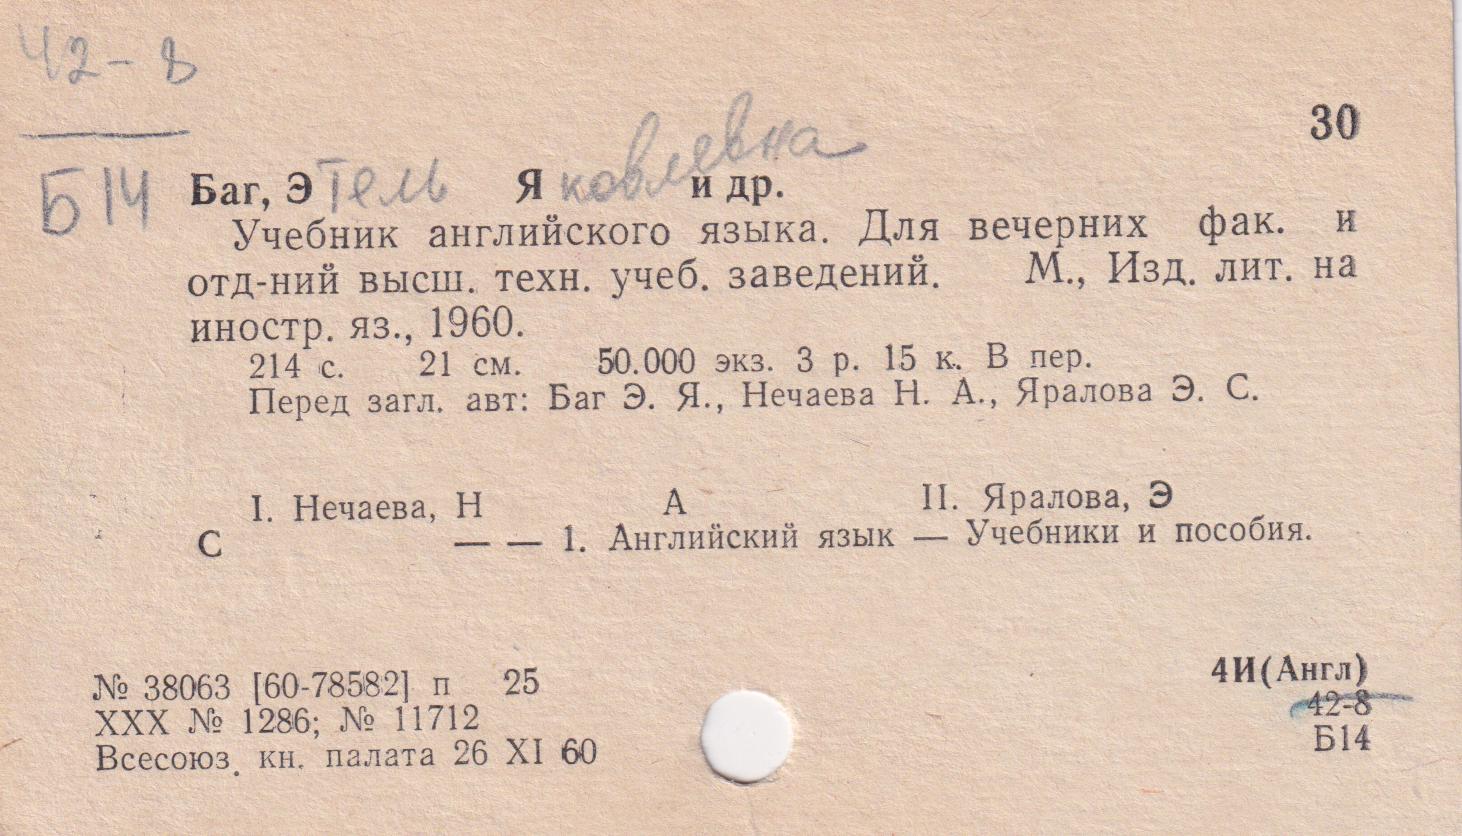 42-8
30
Б14
Баг, Этель Яковлевна и др.
Учебник английского языка. Для вечерних фак. и
отд-ний высш. техн. учеб. заведений. М., Изд. лит. на
иностр. яз., 1960.
214 с. 21 см. 50.000 экз. 3 р. 15 к. В пер.
Перед загл. авт: Баг Э. Я., Нечаева Н. А., Яралова Э. С.
I. Нечаева, Н А II. Яралова, Э
С — — 1. Английский язык — Учебники и пособия.
4И(Англ)
№ 38063 [60-78582] п 25
42-8
XXX № 1286; № 11712
Б14
Всесоюз. кн. палата 26 XI 60